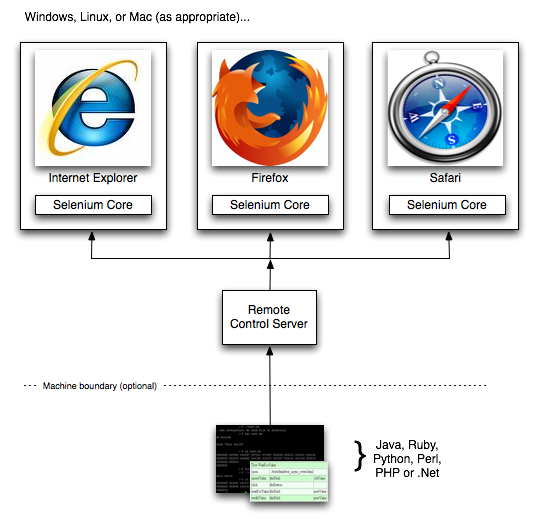 Windows, Linux, or Mac (as appropriate)...
Internet Explorer
Firefox
Safari
Selenium Core
Selenium Core
Selenium Core
Remote
Control Server
Machine boundary (optional)
Java, Ruby,
Python, Perl,
PHP or .Net